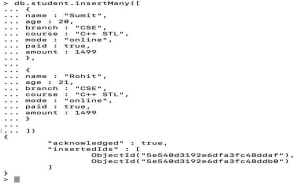 > db.student.insertMany([
... {
... name : "Sumit",
... age : 20,
... branch : "CSE",
... course : "C++ STL",
... mode : "online",
... paid : true,
... amount : 1499
... },
...
... {
... name : "Rohit",
... age : 21,
... branch : "CSE",
... course : "C++ STL",
... mode : "online",
... paid : true,
... amount : 1499
... }
...
... ])
{
"acknowledged" : true,
"insertedIds" : [
ObjectId("5e540d3192e6dfa3fc48ddaf"),
ObjectId("5e540d3192e6dfa3fc48ddb0")
]
}
>